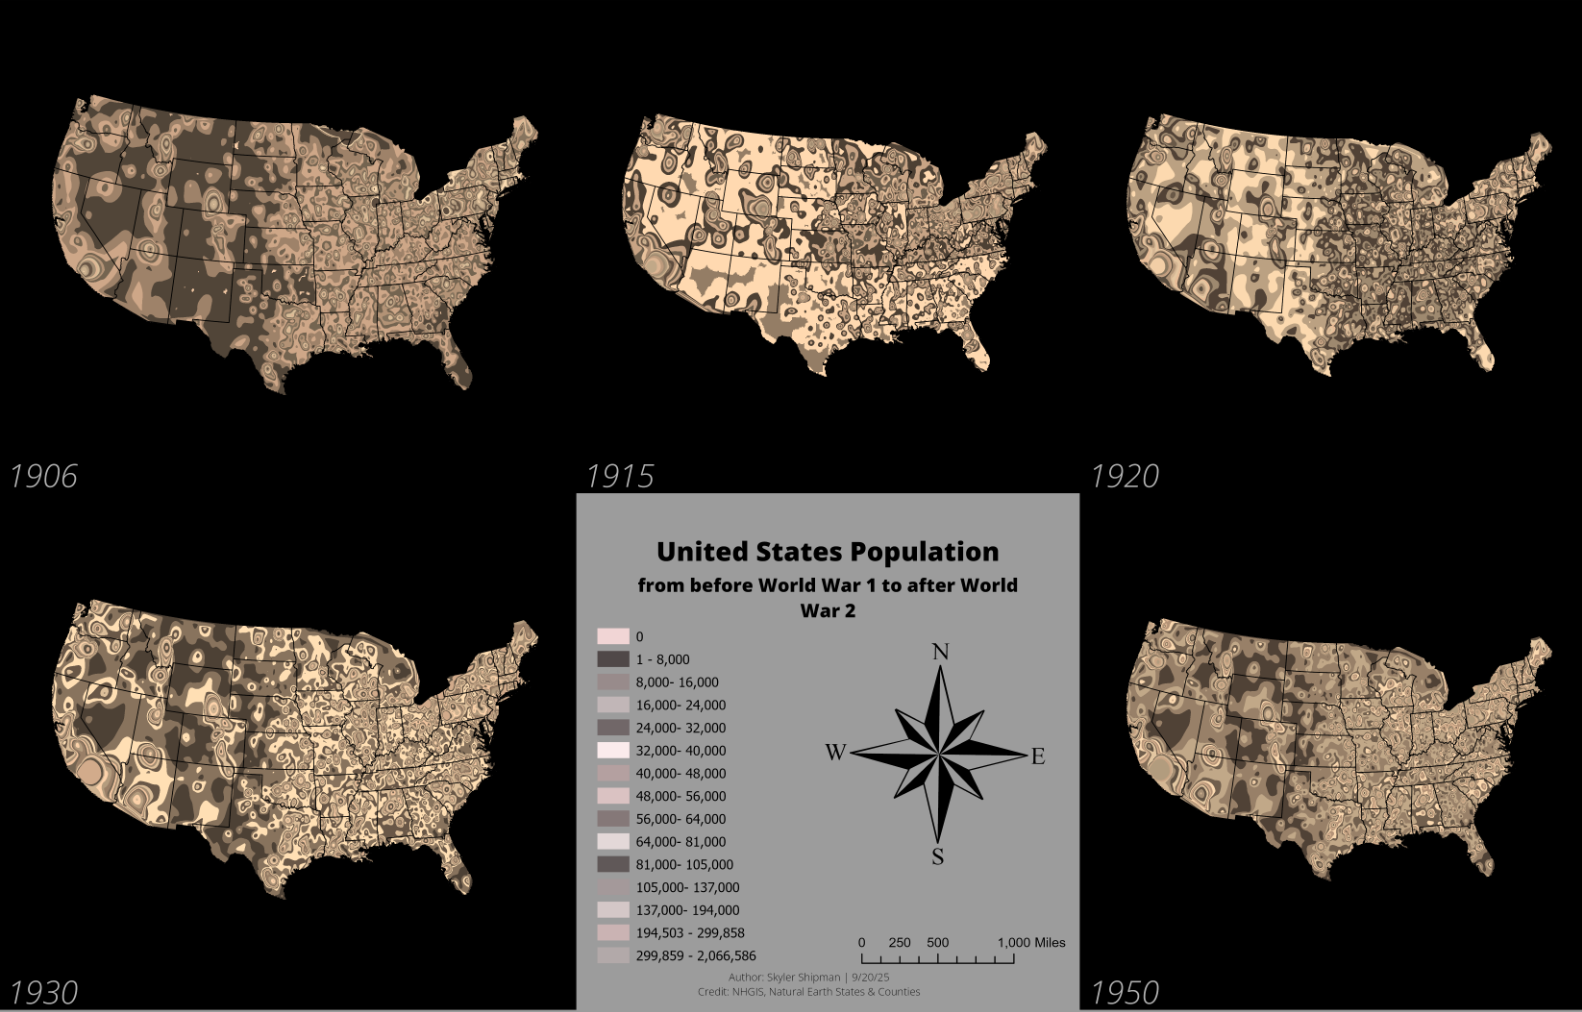 1906
1915
1920
United States Population
from before World War 1 to after World
War 2
0
1 - 8,000
8,000- 16,000
16,000- 24,000
24,000- 32,000
32,000- 40,000
40,000- 48,000
48,000- 56,000
56,000- 64,000
64,000- 81,000
81,000- 105,000
105,000- 137,000
137,000- 194,000
194,503 - 299,858
299,859 - 2,066,586
N
W
E
S
0 250 500 1,000 Miles
Author: Skyler Shipman | 9/20/25
Credit: NHGIS, Natural Earth States & Counties
1930
1950